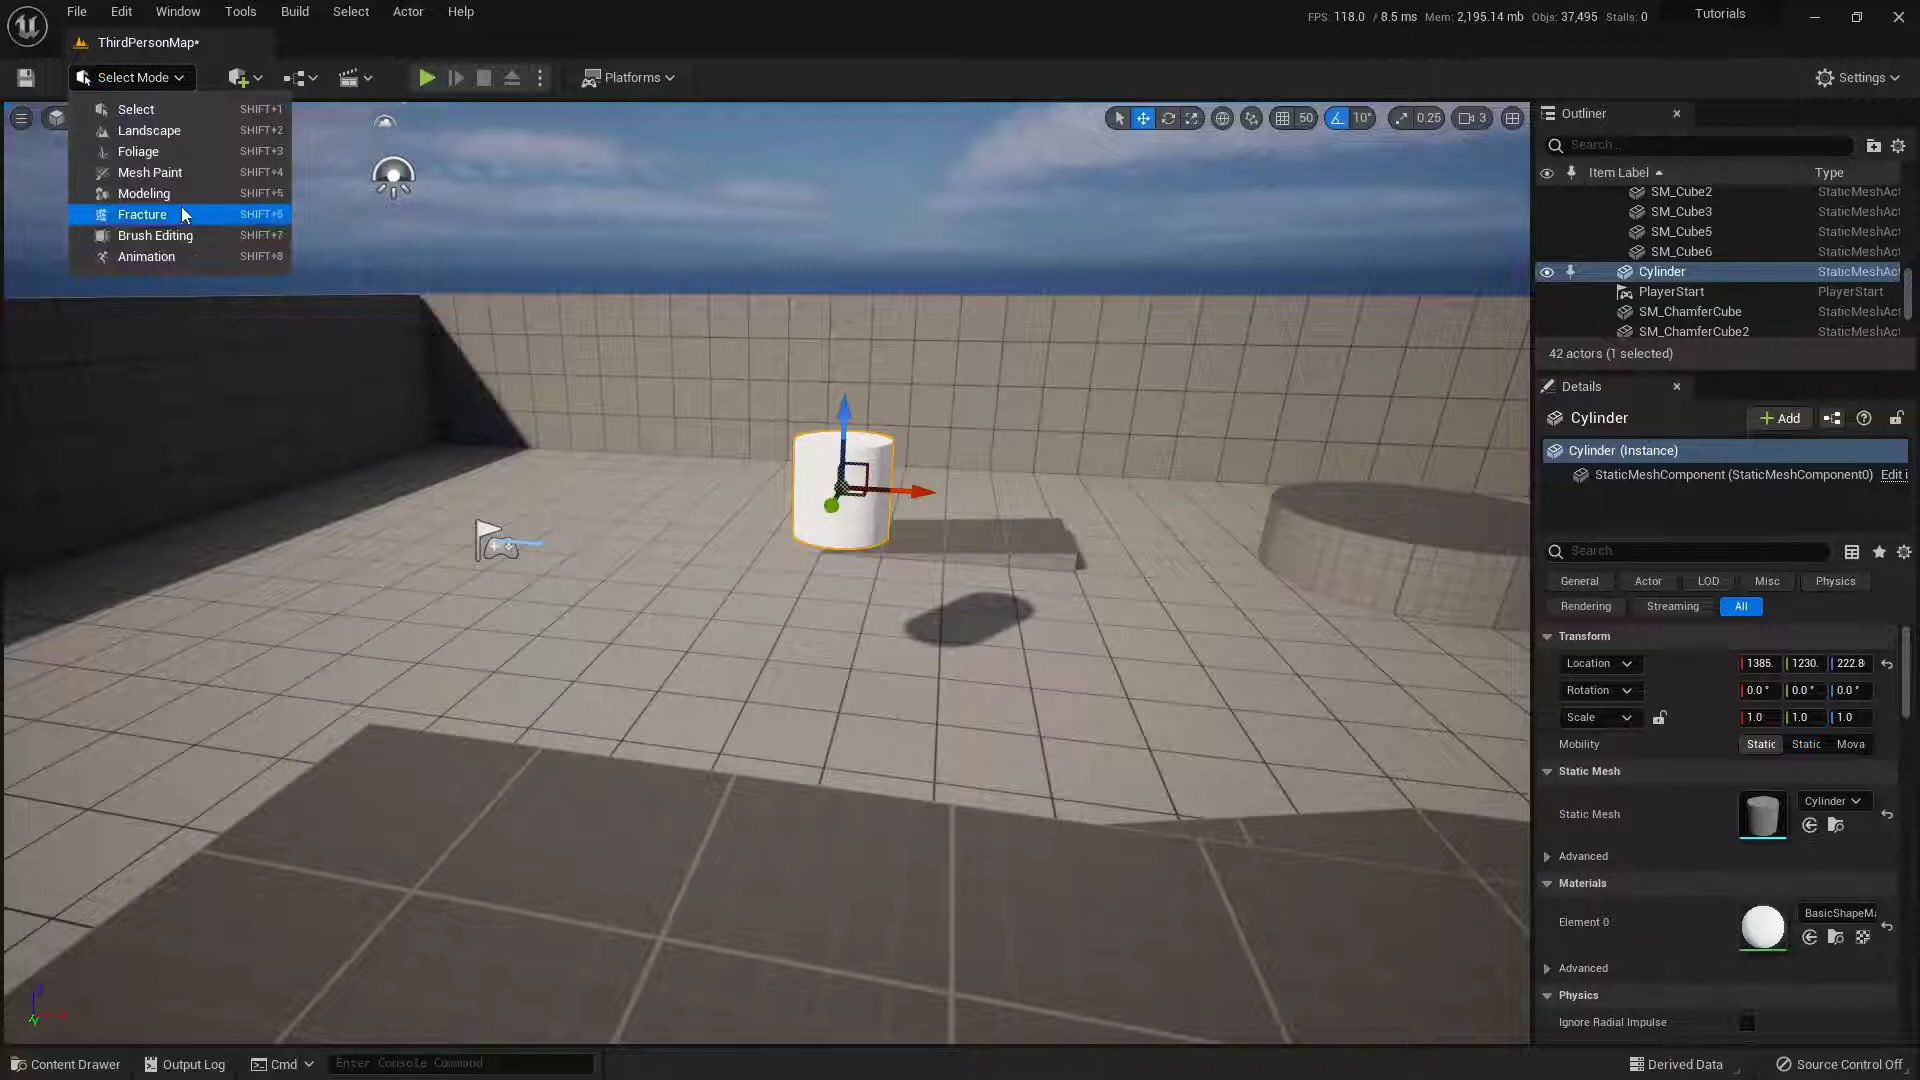 File Edit Window Tools Build Select Actor Help
FPS: 118.0 / 8.5 ms Mem: 2,195.14 mb Objs: 37,495 Stalls: 0
Tutorials
ThirdPersonMap*
Select Mode
Platforms
Settings
Select SHIFT+1
Landscape SHIFT+2
Foliage SHIFT+3
Mesh Paint SHIFT+4
Modeling SHIFT+5
Fracture SHIFT+6
Brush Editing SHIFT+7
Animation SHIFT+8
50 10° 0.25 3
Outliner
Search...
Item Label Type
SM_Cube2 StaticMeshAct
SM_Cube3 StaticMeshAct
SM_Cube5 StaticMeshAct
SM_Cube6 StaticMeshAct
Cylinder StaticMeshAct
PlayerStart PlayerStart
SM_ChamferCube StaticMeshAct
SM_ChamferCube2 StaticMeshAct
42 actors (1 selected)
Details
Cylinder
Add
Cylinder (Instance)
StaticMeshComponent (StaticMeshComponent0) Edit i
Search
General Actor LOD Misc Physics
Rendering Streaming All
Transform
Location 1385. 1230. 222.8
Rotation 0.0 ° 0.0 ° 0.0 °
Scale 1.0 1.0 1.0
Mobility Static Static Mova
Static Mesh
Static Mesh Cylinder
Advanced
Materials
Element 0 BasicShapeMa
Advanced
Physics
Ignore Radial Impulse
Content Drawer Output Log Cmd Enter Console Command
Derived Data Source Control Off